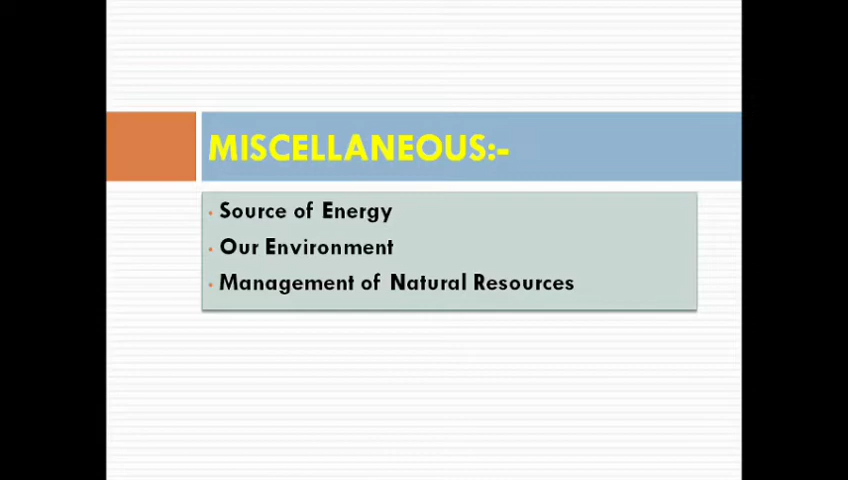 MISCELLANEOUS:-
• Source of Energy
• Our Environment
• Management of Natural Resources